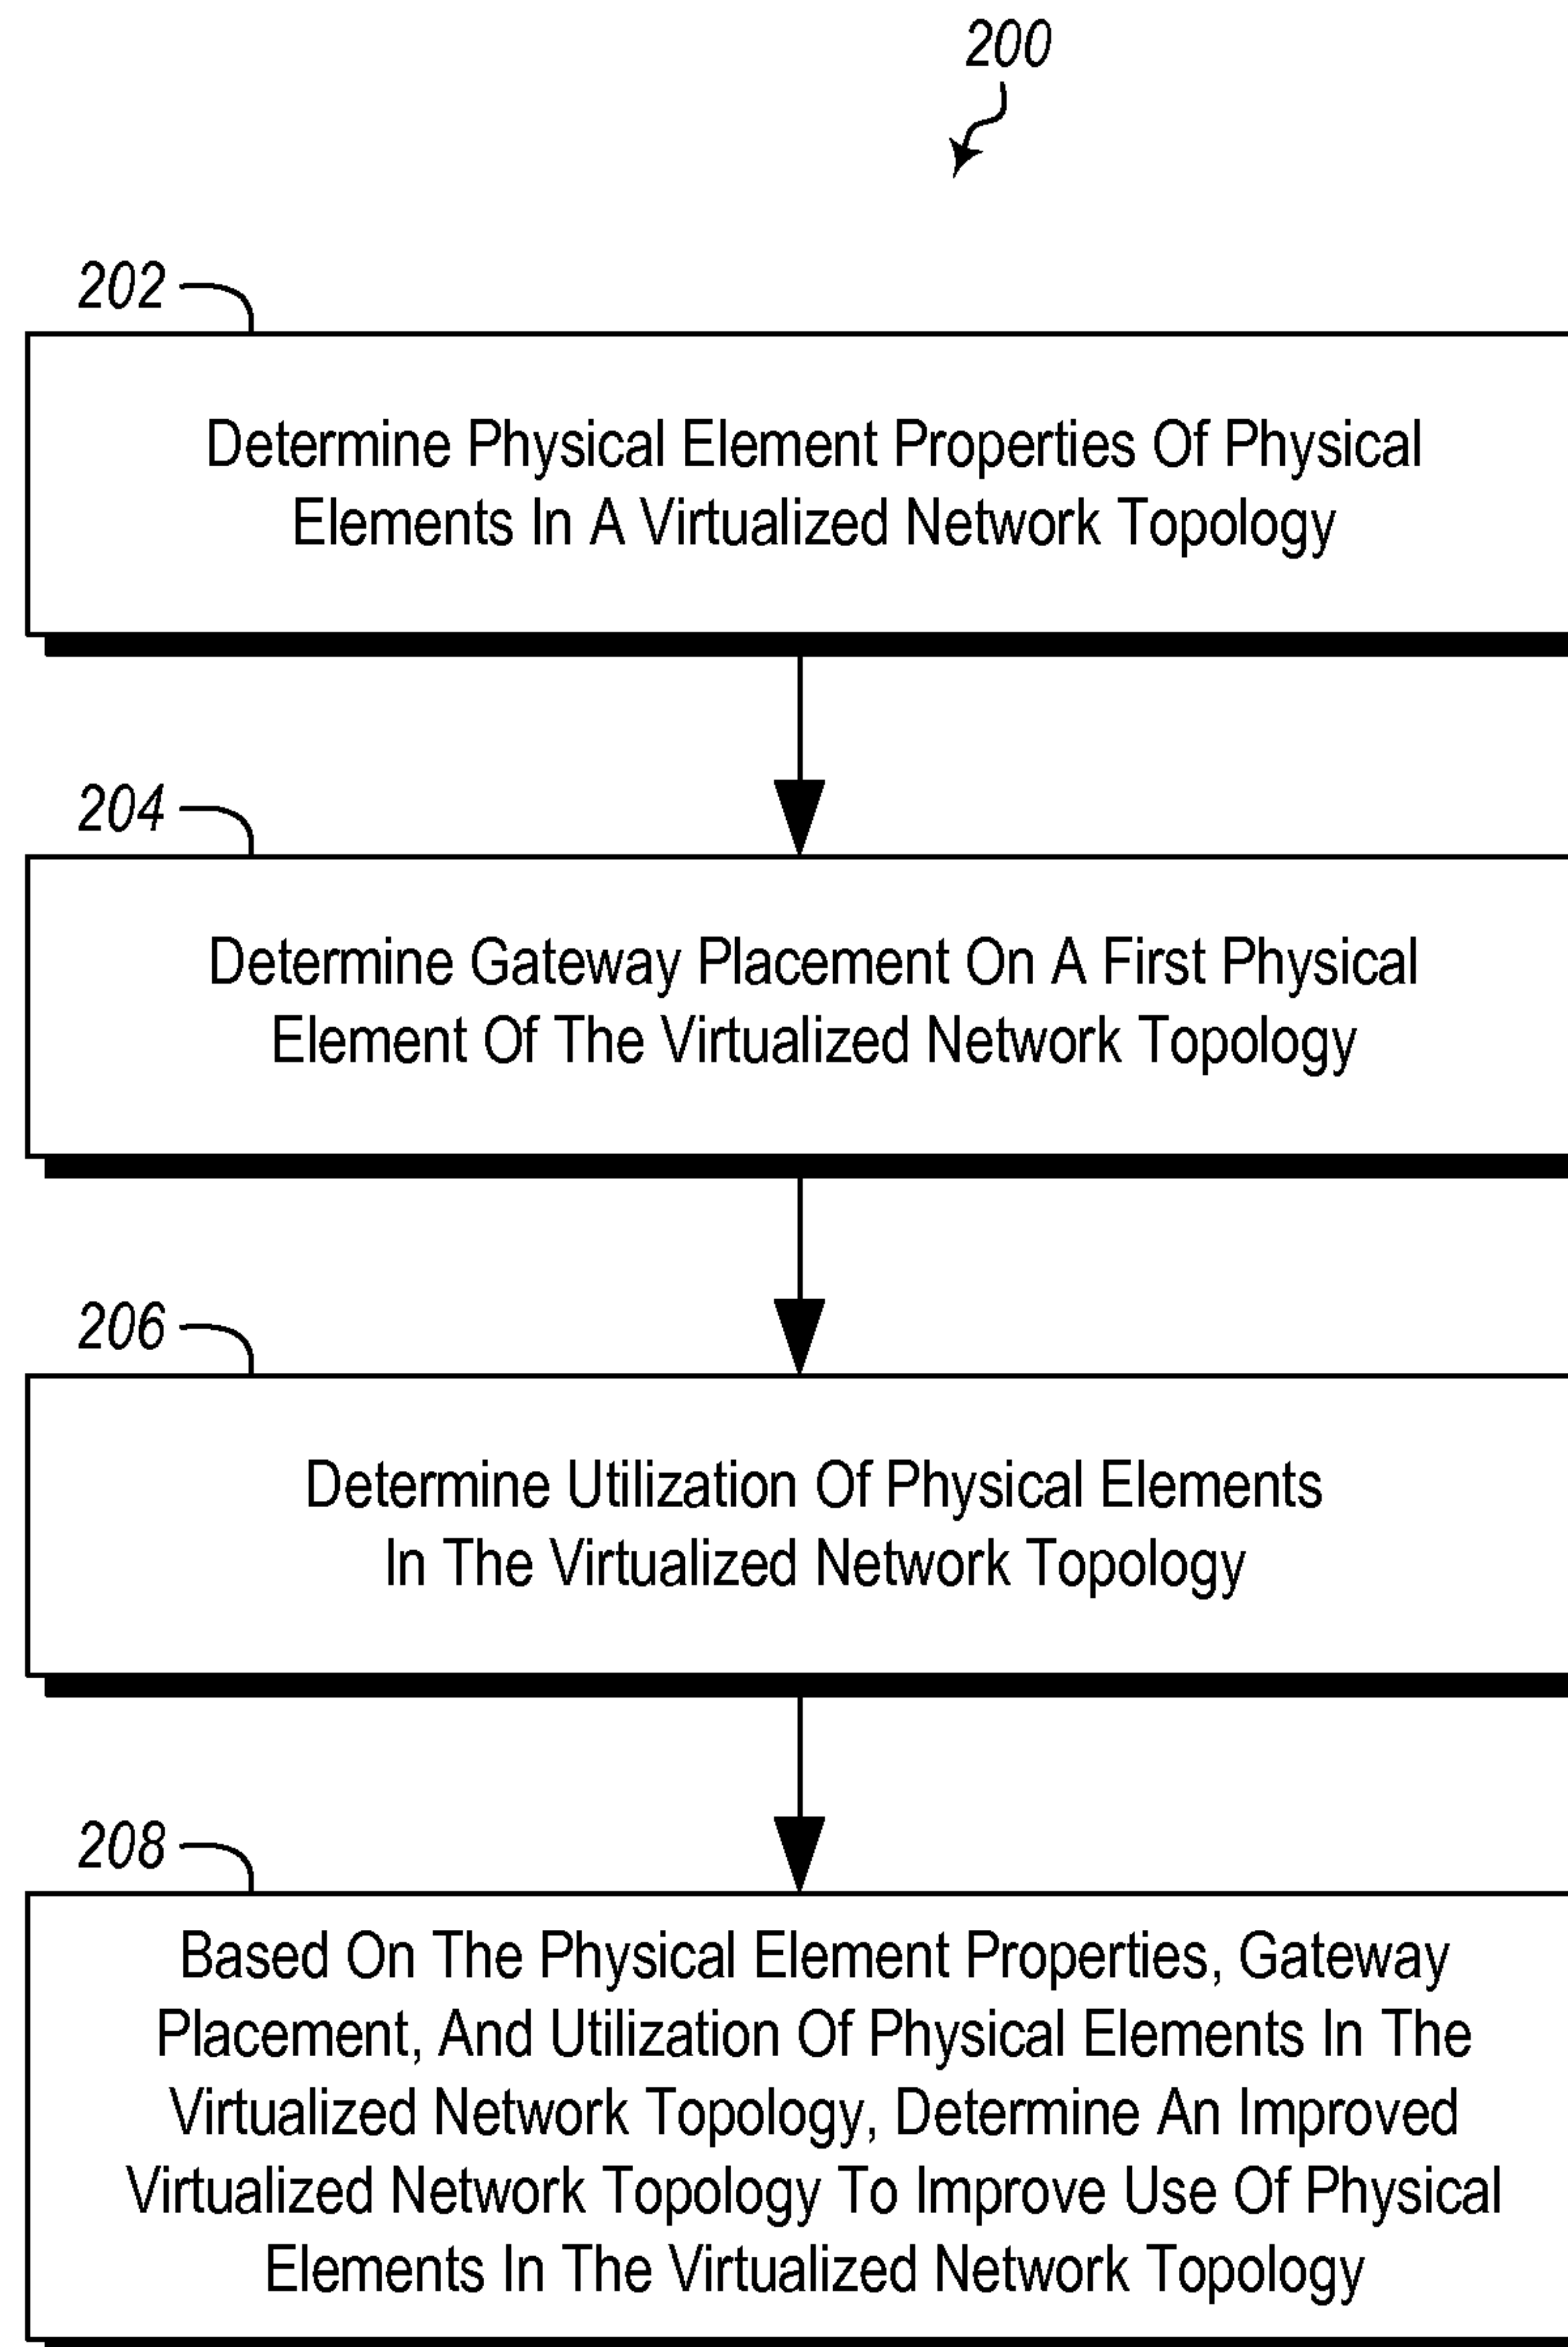 200
202
Determine Physical Element Properties Of Physical
Elements In A Virtualized Network Topology
204
Determine Gateway Placement On A First Physical
Element Of The Virtualized Network Topology
206
Determine Utilization Of Physical Elements
In The Virtualized Network Topology
208
Based On The Physical Element Properties, Gateway
Placement, And Utilization Of Physical Elements In The
Virtualized Network Topology, Determine An Improved
Virtualized Network Topology To Improve Use Of Physical
Elements In The Virtualized Network Topology